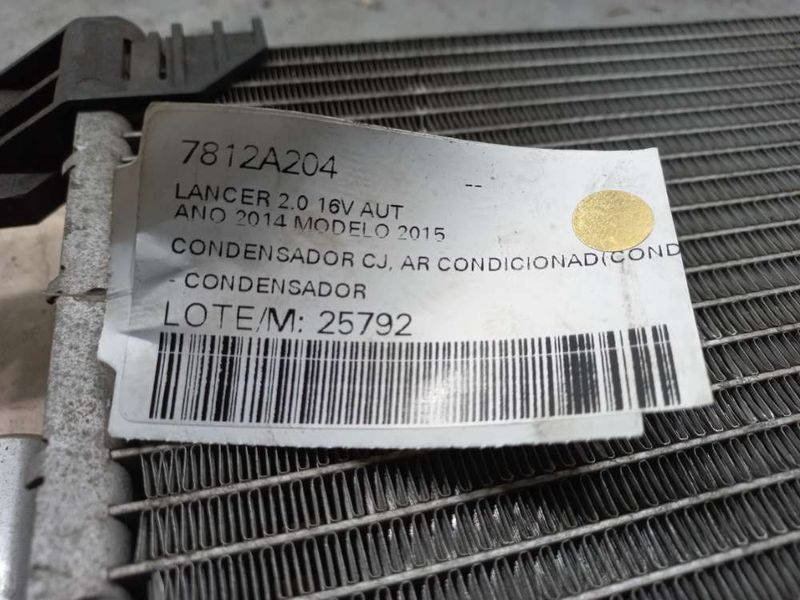 7812A204
--
LANCER 2.0 16V AUT
ANO 2014 MODELO 2015
CONDENSADOR CJ, AR CONDICIONAD(COND
- CONDENSADOR
LOTE/M: 25792